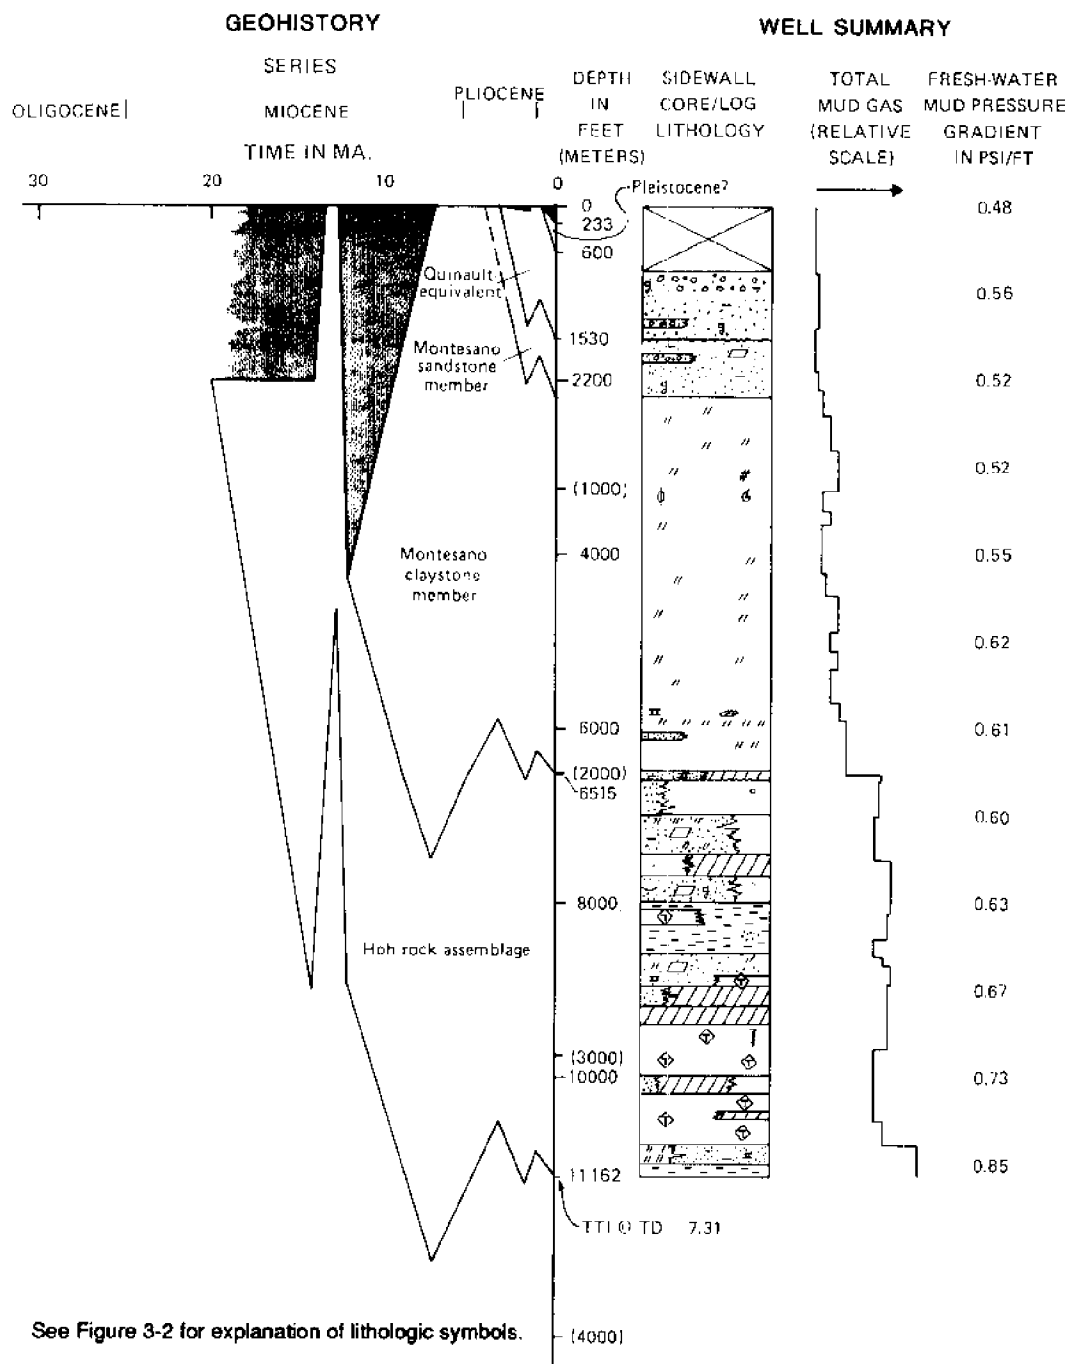 GEOHISTORY
WELL SUMMARY
SERIES
OLIGOCENE
MIOCENE
PLIOCENE
TIME IN MA.
DEPTH
IN
FEET
(METERS)
SIDEWALL
CORE/LOG
LITHOLOGY
TOTAL
MUD GAS
(RELATIVE
SCALE)
FRESH-WATER
MUD PRESSURE
GRADIENT
IN PSI/FT
30
20
10
0
Pleistocene?
0
233
600
1530
2200
(1000)
4000
6000
(2000)
6515
8000
(3000)
10000
11162
(4000)
Quinault
equivalent
Montesano
sandstone
member
Montesano
claystone
member
Hoh rock assemblage
TTI @ TD 7.31
0.48
0.56
0.52
0.52
0.55
0.62
0.61
0.60
0.63
0.67
0.73
0.85
T
T
T
T
T
T
T
T
See Figure 3-2 for explanation of lithologic symbols.